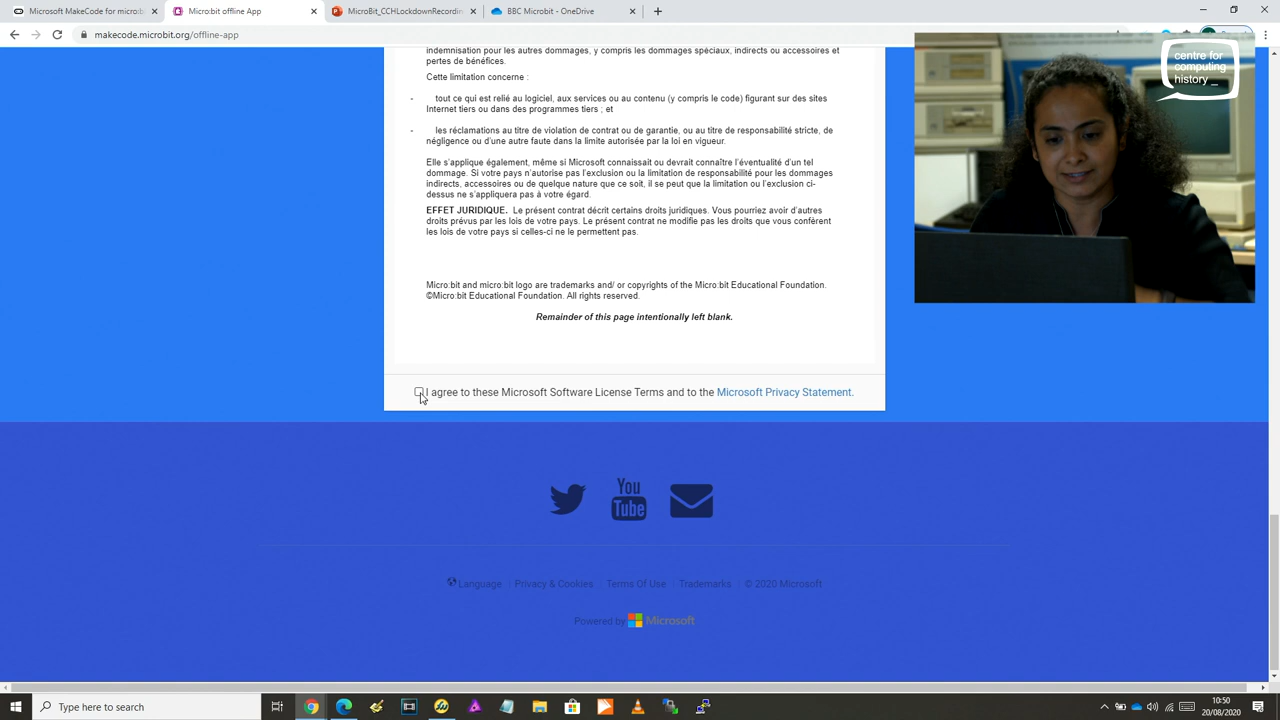 Microsoft MakeCode for micro:bi
Microbit offline App
MicroBit_CCHLockdownRecordin
BBC Microbit - OneDrive
makecode.microbit.org/offline-app
centre for
computing
history _
indemnisation pour les autres dommages, y compris les dommages spéciaux, indirects ou accessoires et
pertes de bénéfices.
Cette limitation concerne :
- tout ce qui est relié au logiciel, aux services ou au contenu (y compris le code) figurant sur des sites
Internet tiers ou dans des programmes tiers ; et
- les réclamations au titre de violation de contrat ou de garantie, ou au titre de responsabilité stricte, de
négligence ou d'une autre faute dans la limite autorisée par la loi en vigueur.
Elle s'applique également, même si Microsoft connaissait ou devrait connaître l'éventualité d'un tel
dommage. Si votre pays n'autorise pas l'exclusion ou la limitation de responsabilité pour les dommages
indirects, accessoires ou de quelque nature que ce soit, il se peut que la limitation ou l'exclusion ci-
dessus ne s'appliquera pas à votre égard.
EFFET JURIDIQUE. Le présent contrat décrit certains droits juridiques. Vous pourriez avoir d'autres
droits prévus par les lois de votre pays. Le présent contrat ne modifie pas les droits que vous confèrent
les lois de votre pays si celles-ci ne le permettent pas.
Micro:bit and micro:bit logo are trademarks and/ or copyrights of the Micro:bit Educational Foundation.
©Micro:bit Educational Foundation. All rights reserved.
Remainder of this page intentionally left blank.
I agree to these Microsoft Software License Terms and to the Microsoft Privacy Statement.
You
Tube
Language | Privacy & Cookies | Terms Of Use | Trademarks | © 2020 Microsoft
Powered by Microsoft
Type here to search
10:50
20/08/2020